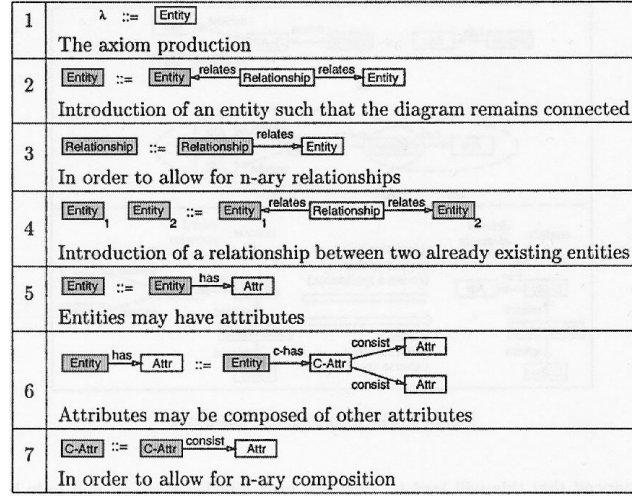 1
λ ::= Entity
The axiom production
2
Entity ::= Entity relates Relationship relates Entity
Introduction of an entity such that the diagram remains connected
3
Relationship ::= Relationship relates Entity
In order to allow for n-ary relationships
4
Entity 1 Entity 2 ::= Entity 1 relates Relationship relates Entity 2
Introduction of a relationship between two already existing entities
5
Entity ::= Entity has Attr
Entities may have attributes
6
Entity has Attr ::= Entity c-has C-Attr consist Attr
consist Attr
Attributes may be composed of other attributes
7
C-Attr ::= C-Attr consist Attr
In order to allow for n-ary composition